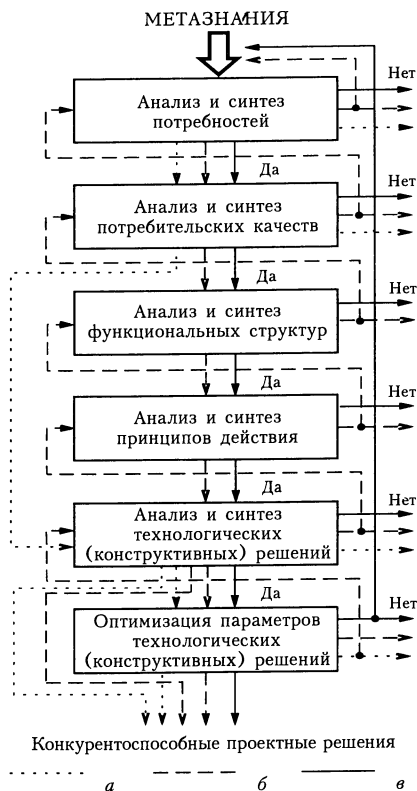 МЕТАЗНАНИЯ
Нет
Анализ и синтез
потребностей
Да
Нет
Анализ и синтез
потребительских качеств
Да
Нет
Анализ и синтез
функциональных структур
Да
Нет
Анализ и синтез
принципов действия
Да
Нет
Анализ и синтез
технологических
(конструктивных) решений
Да
Нет
Оптимизация параметров
технологических
(конструктивных) решений
Конкурентоспособные проектные решения
а б в